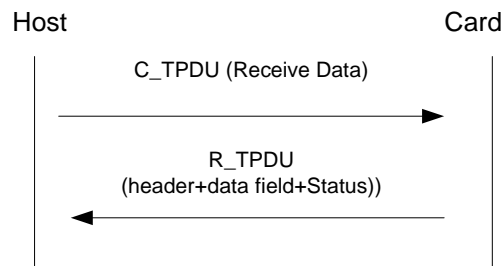 Host
Card
C_TPDU (Receive Data)
R_TPDU
(header+data field+Status))